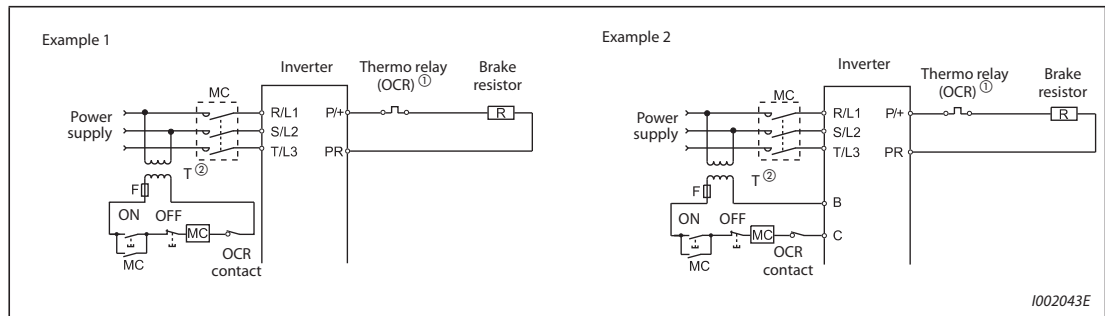 Example 1
Inverter
Thermo relay
(OCR) ①
Brake
resistor
MC
Power
supply
R/L1
S/L2
T/L3
P/+
PR
R
T ②
F
ON
OFF
MC
MC
OCR
contact
Example 2
Inverter
Thermo relay
(OCR) ①
Brake
resistor
MC
Power
supply
R/L1
S/L2
T/L3
P/+
PR
R
T ②
F
B
ON
OFF
MC
C
MC
OCR
contact
I002043E